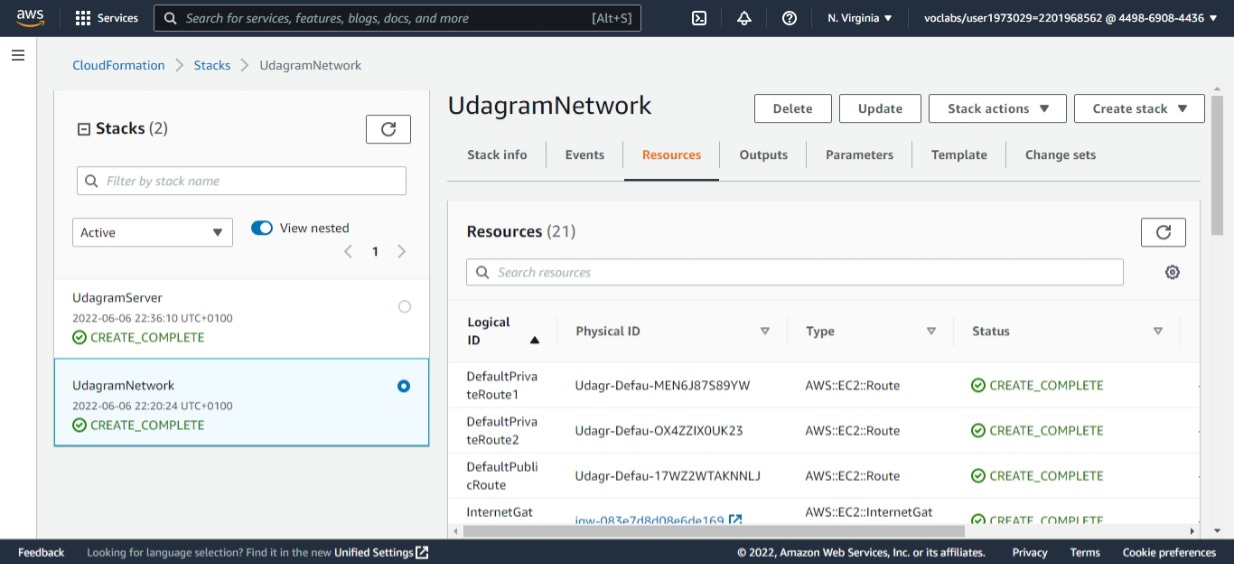 aws
Services
Search for services, features, blogs, docs, and more
[Alt+S]
N. Virginia
voclabs/user1973029=2201968562 @ 4498-6908-4436
CloudFormation
Stacks
UdagramNetwork
Stacks (2)
Filter by stack name
Active
View nested
1
UdagramServer
2022-06-06 22:36:10 UTC+0100
CREATE_COMPLETE
UdagramNetwork
2022-06-06 22:20:24 UTC+0100
CREATE_COMPLETE
UdagramNetwork
Delete
Update
Stack actions
Create stack
Stack info
Events
Resources
Outputs
Parameters
Template
Change sets
Resources (21)
Search resources
Logical
ID
Physical ID
Type
Status
DefaultPriva
teRoute1
Udagr-Defau-MEN6J87S89YW
AWS::EC2::Route
CREATE_COMPLETE
DefaultPriva
teRoute2
Udagr-Defau-OX4ZZIX0UK23
AWS::EC2::Route
CREATE_COMPLETE
DefaultPubli
cRoute
Udagr-Defau-17WZ2WTAKNNLJ
AWS::EC2::Route
CREATE_COMPLETE
InternetGat
igw-083e7d8d08e6de169
AWS::EC2::InternetGat
CREATE_COMPLETE
Feedback
Looking for language selection? Find it in the new Unified Settings
© 2022, Amazon Web Services, Inc. or its affiliates.
Privacy
Terms
Cookie preferences